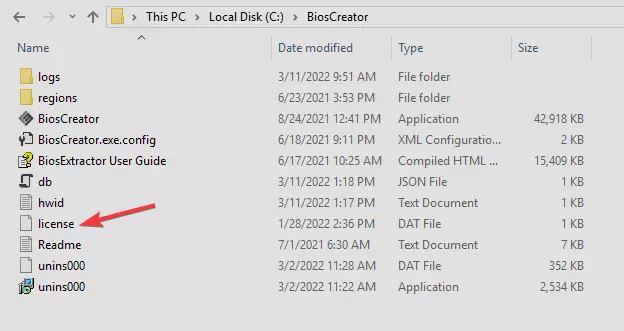 This PC > Local Disk (C:) > BiosCreator
Name Date modified Type Size
logs 3/11/2022 9:51 AM File folder
regions 6/23/2021 3:53 PM File folder
BiosCreator 8/24/2021 12:41 PM Application 42,918 KB
BiosCreator.exe.config 6/18/2021 9:11 PM XML Configuratio... 2 KB
BiosExtractor User Guide 6/17/2021 10:25 AM Compiled HTML ... 15,409 KB
db 3/11/2022 1:18 PM JSON File 1 KB
hwid 3/11/2022 1:17 PM Text Document 1 KB
license 1/28/2022 2:36 PM DAT File 1 KB
Readme 7/1/2021 6:30 AM Text Document 7 KB
unins000 3/2/2022 11:28 AM DAT File 352 KB
unins000 3/2/2022 11:22 AM Application 2,534 KB